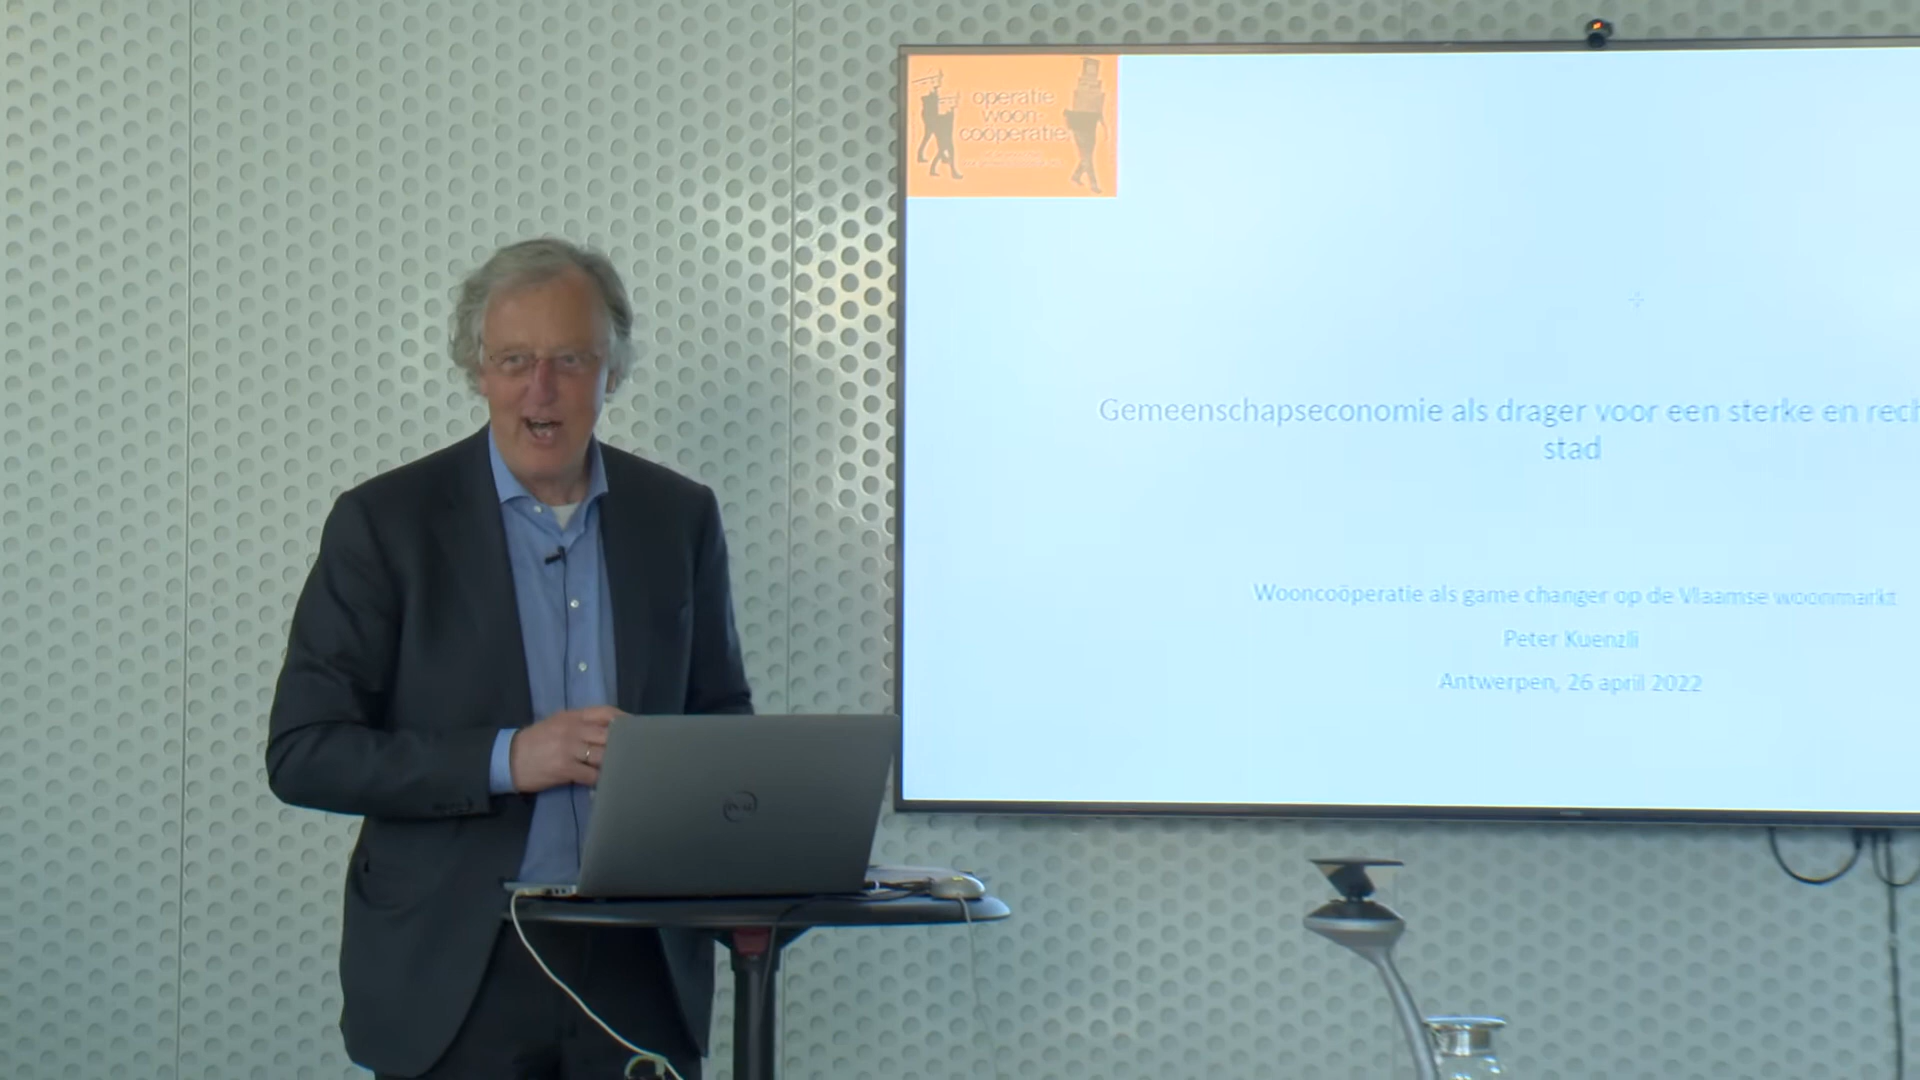 operatie
woon-
coöperatie
Gemeenschapseconomie als drager voor een sterke en rech
stad
Wooncoöperatie als game changer op de Vlaamse woonmarkt
Peter Kuenzli
Antwerpen, 26 april 2022
DELL